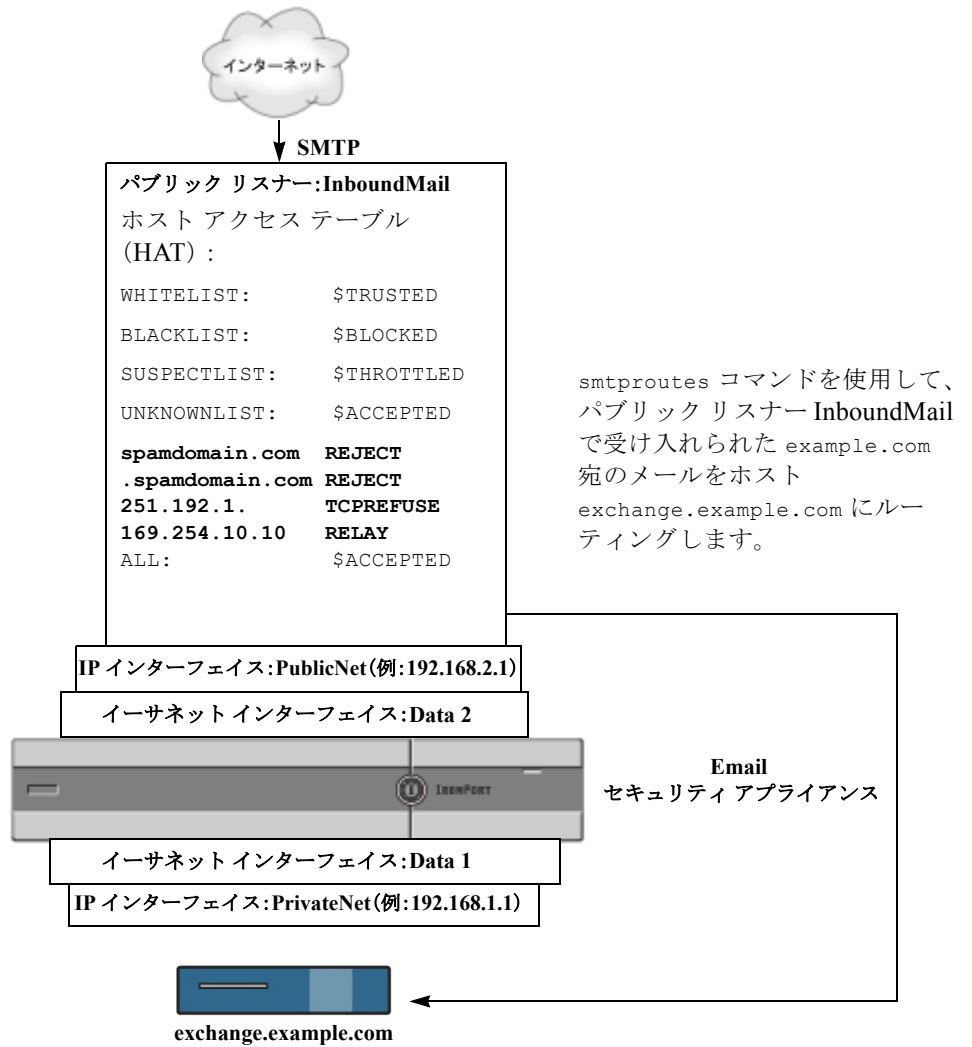 インターネット
SMTP
パブリック リスナー:InboundMail
ホスト アクセス テーブル
(HAT) :
WHITELIST: $TRUSTED
BLACKLIST: $BLOCKED
SUSPECTLIST: $THROTTLED
UNKNOWNLIST: $ACCEPTED
spamdomain.com REJECT
.spamdomain.com REJECT
251.192.1. TCPREFUSE
169.254.10.10 RELAY
ALL: $ACCEPTED
smtproutes コマンドを使用して、
パブリック リスナー InboundMail
で受け入れられた example.com
宛のメールをホスト
exchange.example.com にルー
ティングします。
IP インターフェイス:PublicNet(例:192.168.2.1)
イーサネット インターフェイス:Data 2
IRONPORT
Email
セキュリティ アプライアンス
イーサネット インターフェイス:Data 1
IP インターフェイス:PrivateNet(例:192.168.1.1)
exchange.example.com